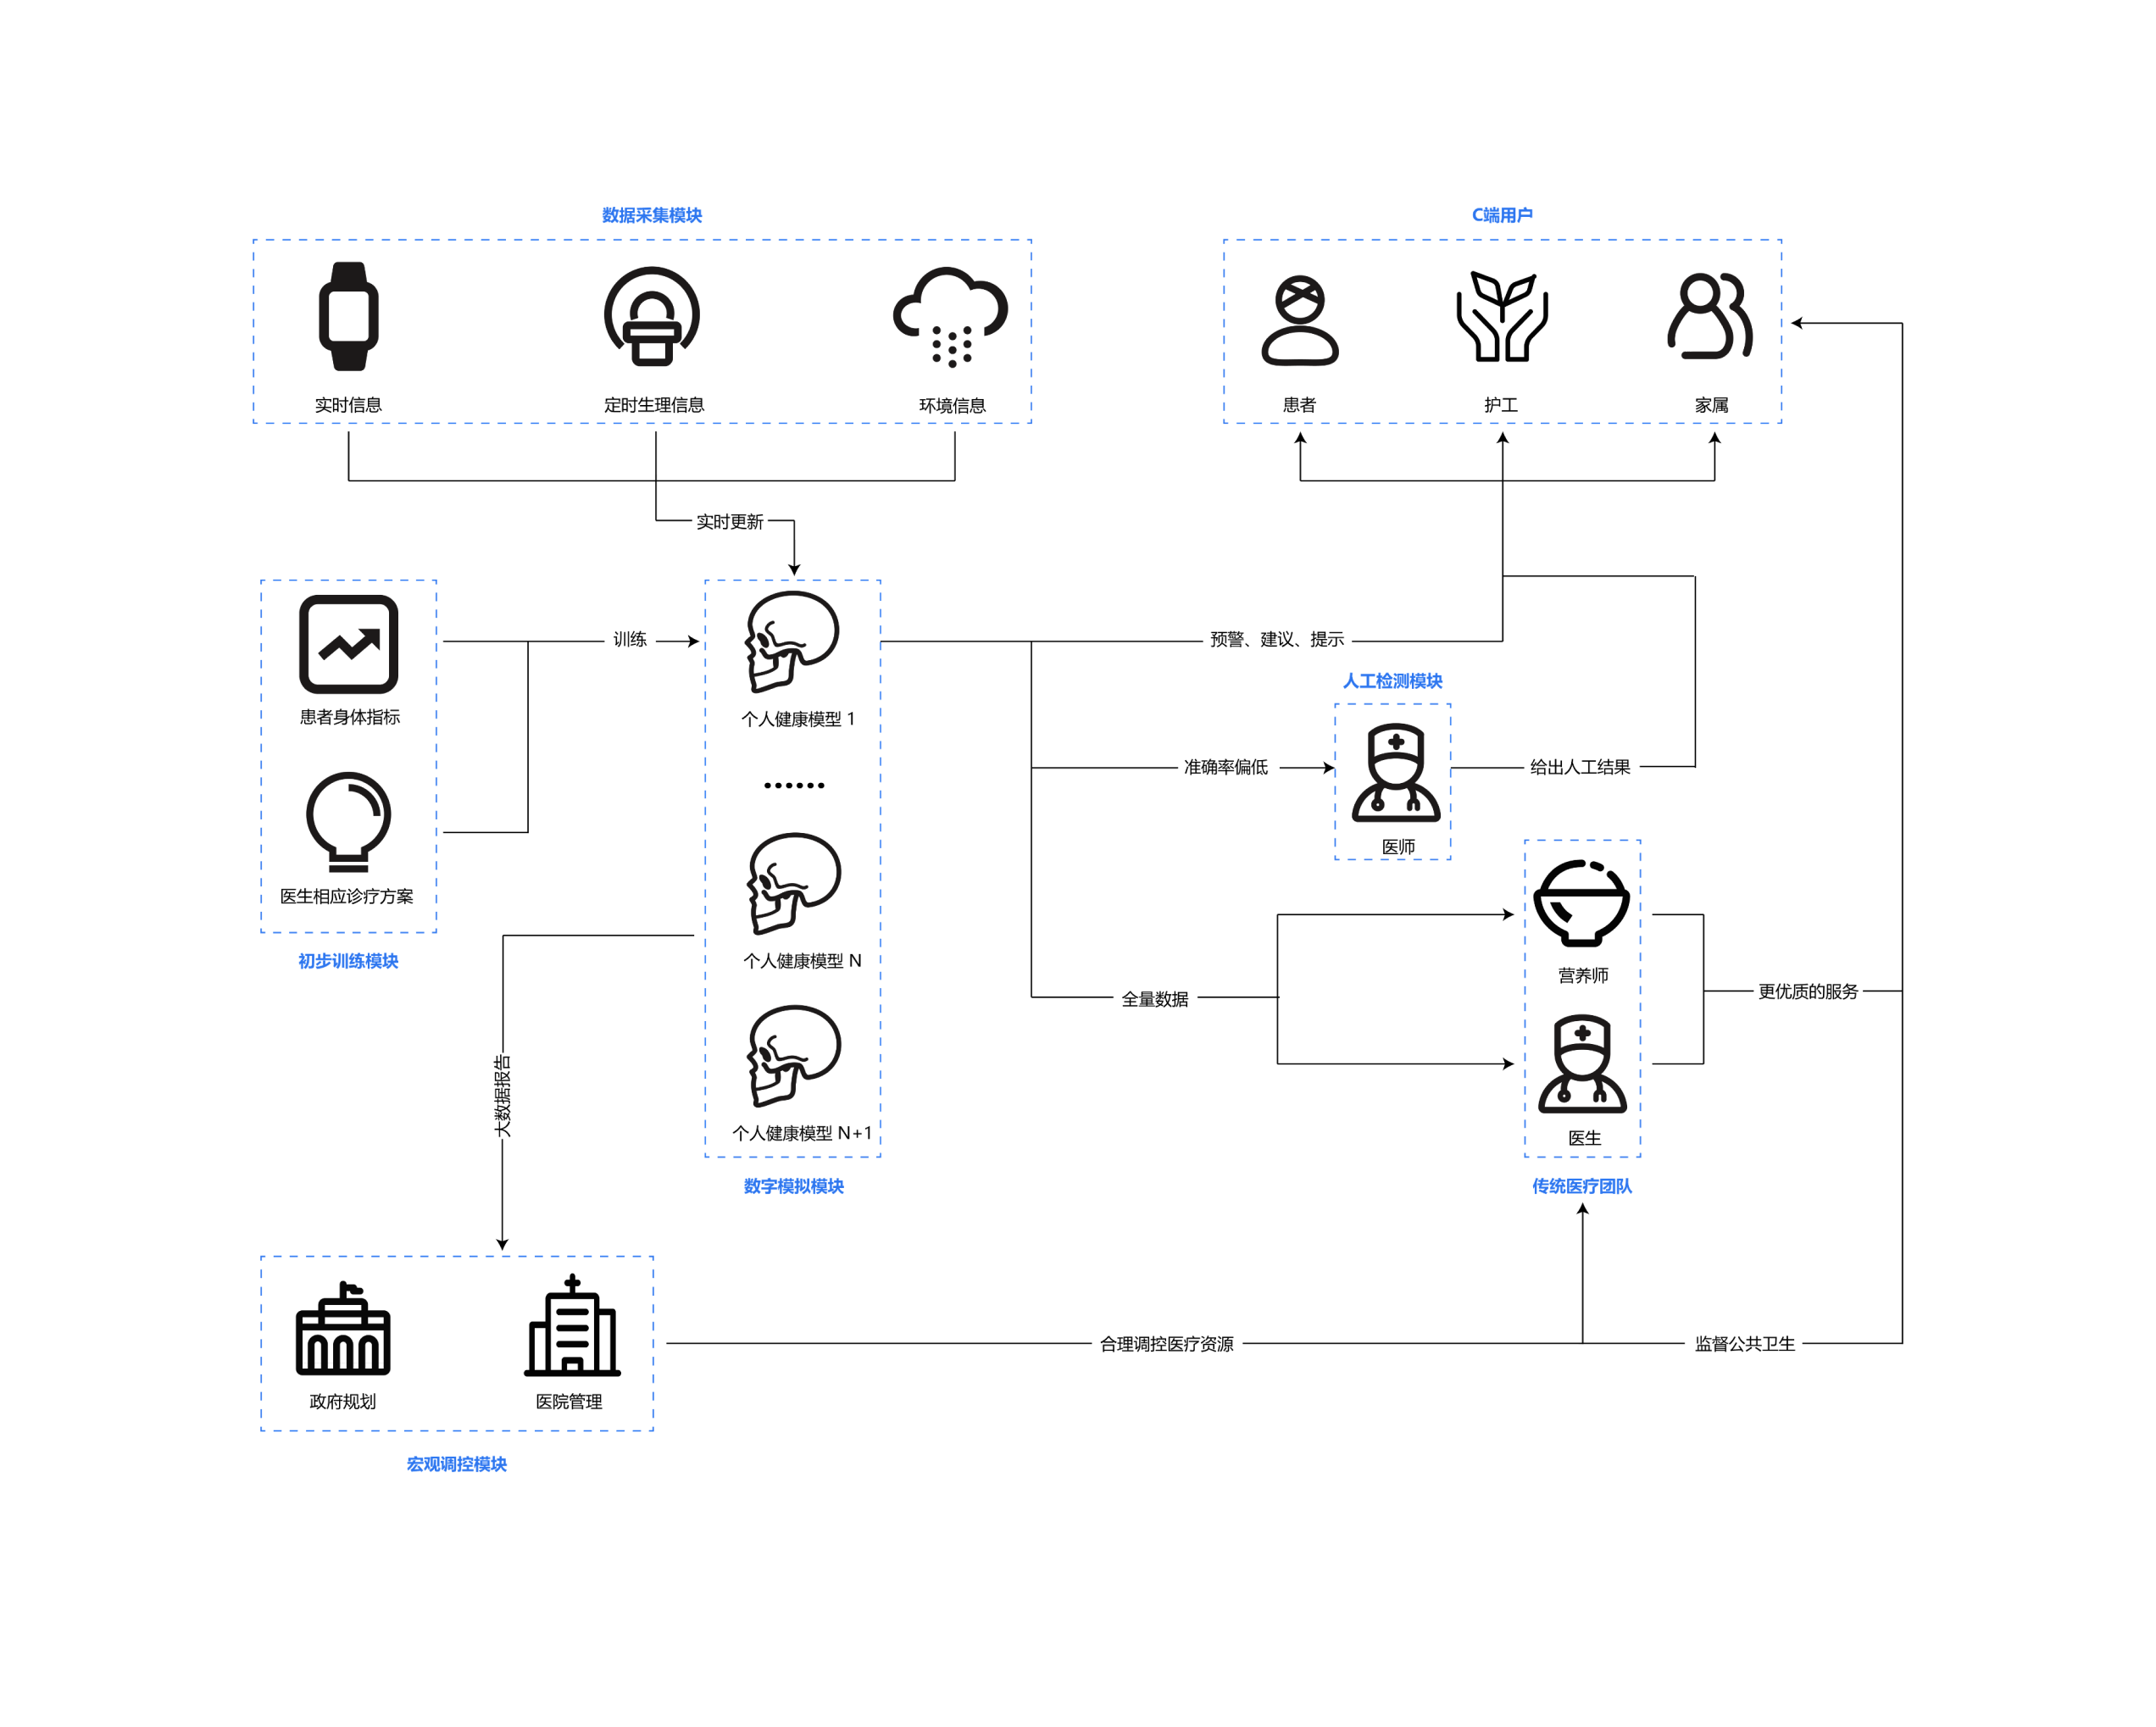 数据采集模块
C端用户
实时信息
定时生理信息
环境信息
患者
护工
家属
实时更新
训练
预警、建议、提示
患者身体指标
个人健康模型 1
人工检测模块
准确率偏低
给出人工结果
······
医师
医生相应诊疗方案
初步训练模块
个人健康模型 N
营养师
更优质的服务
全量数据
大数据报告
个人健康模型 N+1
医生
数字模拟模块
传统医疗团队
合理调控医疗资源
监督公共卫生
政府规划
医院管理
宏观调控模块